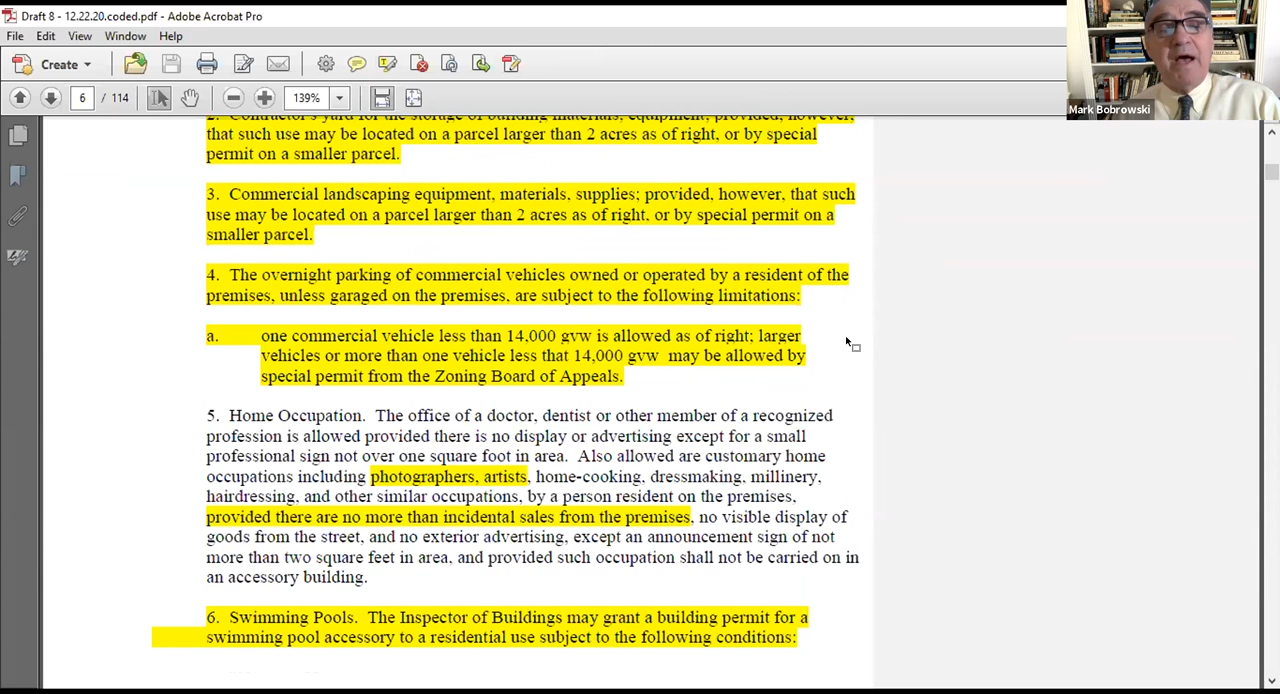 Draft 8 - 12.22.20.coded.pdf - Adobe Acrobat Pro
File Edit View Window Help
Create
6 / 114 139%
Mark Bobrowski
2. Contractor's yard for the storage of building materials, equipment; provided, however,
that such use may be located on a parcel larger than 2 acres as of right, or by special
permit on a smaller parcel.
3. Commercial landscaping equipment, materials, supplies; provided, however, that such
use may be located on a parcel larger than 2 acres as of right, or by special permit on a
smaller parcel.
4. The overnight parking of commercial vehicles owned or operated by a resident of the
premises, unless garaged on the premises, are subject to the following limitations:
a. one commercial vehicle less than 14,000 gvw is allowed as of right; larger
vehicles or more than one vehicle less that 14,000 gvw may be allowed by
special permit from the Zoning Board of Appeals.
5. Home Occupation. The office of a doctor, dentist or other member of a recognized
profession is allowed provided there is no display or advertising except for a small
professional sign not over one square foot in area. Also allowed are customary home
occupations including photographers, artists, home-cooking, dressmaking, millinery,
hairdressing, and other similar occupations, by a person resident on the premises,
provided there are no more than incidental sales from the premises, no visible display of
goods from the street, and no exterior advertising, except an announcement sign of not
more than two square feet in area, and provided such occupation shall not be carried on in
an accessory building.
6. Swimming Pools. The Inspector of Buildings may grant a building permit for a
swimming pool accessory to a residential use subject to the following conditions: